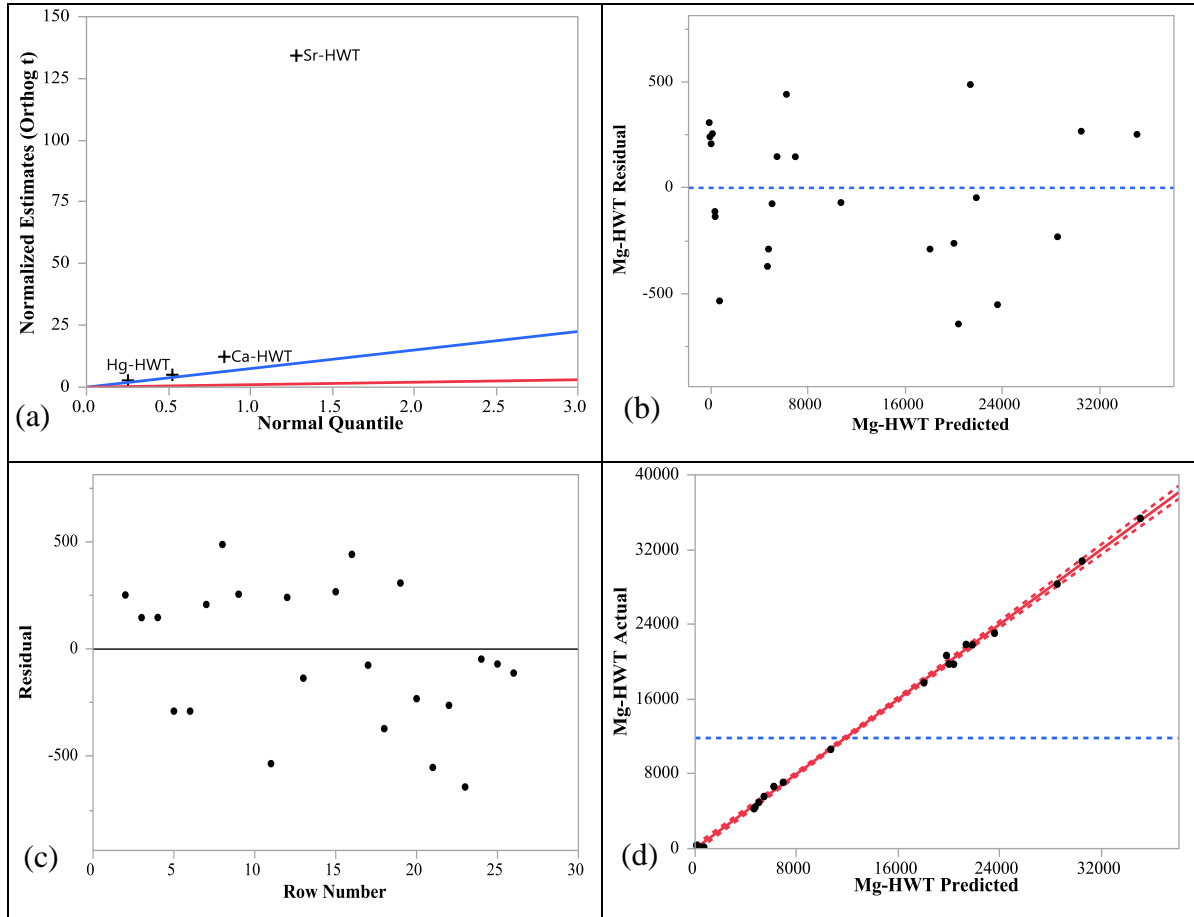 150
125
100
75
50
25
0
Normalized Estimates (Orthog t)
Sr-HWT
Hg-HWT
Ca-HWT
0.0 0.5 1.0 1.5 2.0 2.5 3.0
Normal Quantile
(a)
500
0
-500
Mg-HWT Residual
0 8000 16000 24000 32000
Mg-HWT Predicted
(b)
500
0
-500
Residual
0 5 10 15 20 25 30
Row Number
(c)
40000
32000
24000
16000
8000
0
Mg-HWT Actual
8000 16000 24000 32000
Mg-HWT Predicted
(d)